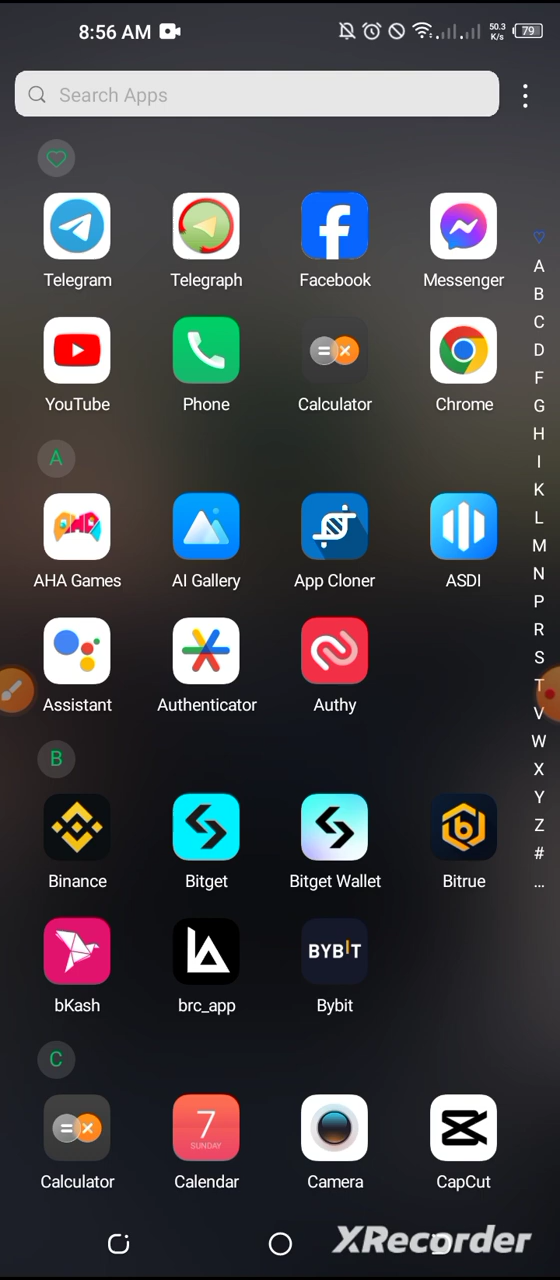 8:56 AM 50.3 K/s 79
Search Apps
Telegram Telegraph Facebook Messenger
YouTube Phone Calculator Chrome
A
AHA
AHA Games AI Gallery App Cloner ASDI
Assistant Authenticator Authy
B
Binance Bitget Bitget Wallet Bitrue
BYBIT
bKash brc_app Bybit
C
7
SUNDAY
Calculator Calendar Camera CapCut
A
B
C
D
F
G
H
I
K
L
M
N
P
R
S
T
V
W
X
Y
Z
#
...
XRecorder